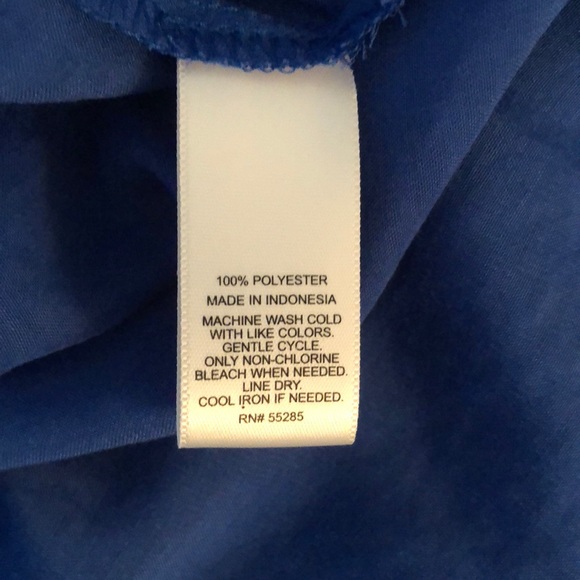 100% POLYESTER
MADE IN INDONESIA
MACHINE WASH COLD
WITH LIKE COLORS.
GENTLE CYCLE.
ONLY NON-CHLORINE
BLEACH WHEN NEEDED.
LINE DRY.
COOL IRON IF NEEDED.
RN# 55285